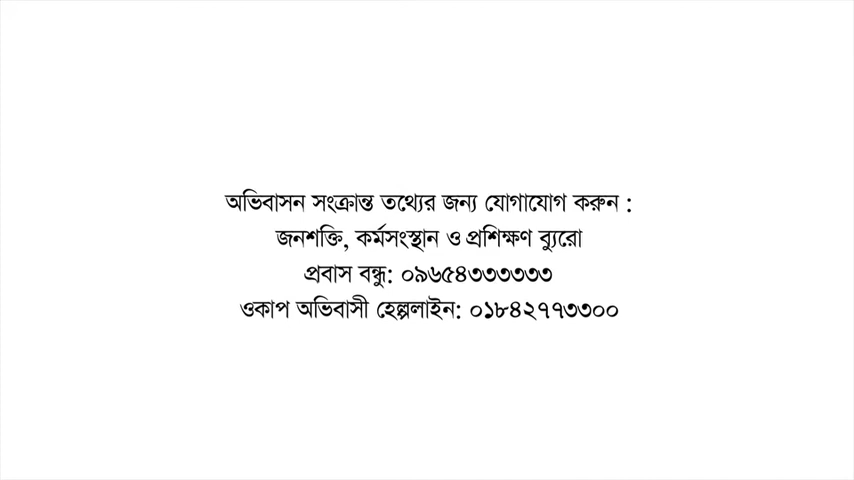 অভিবাসন সংক্রান্ত তথ্যের জন্য যোগাযোগ করুন :
জনশক্তি, কর্মসংস্থান ও প্রশিক্ষণ ব্যুরো
প্রবাস বন্ধু: ০৯৬৫৪৩৩৩৩৩৩
ওকাপ অভিবাসী হেল্পলাইন: ০১৮৪২৭৭৩৩০০